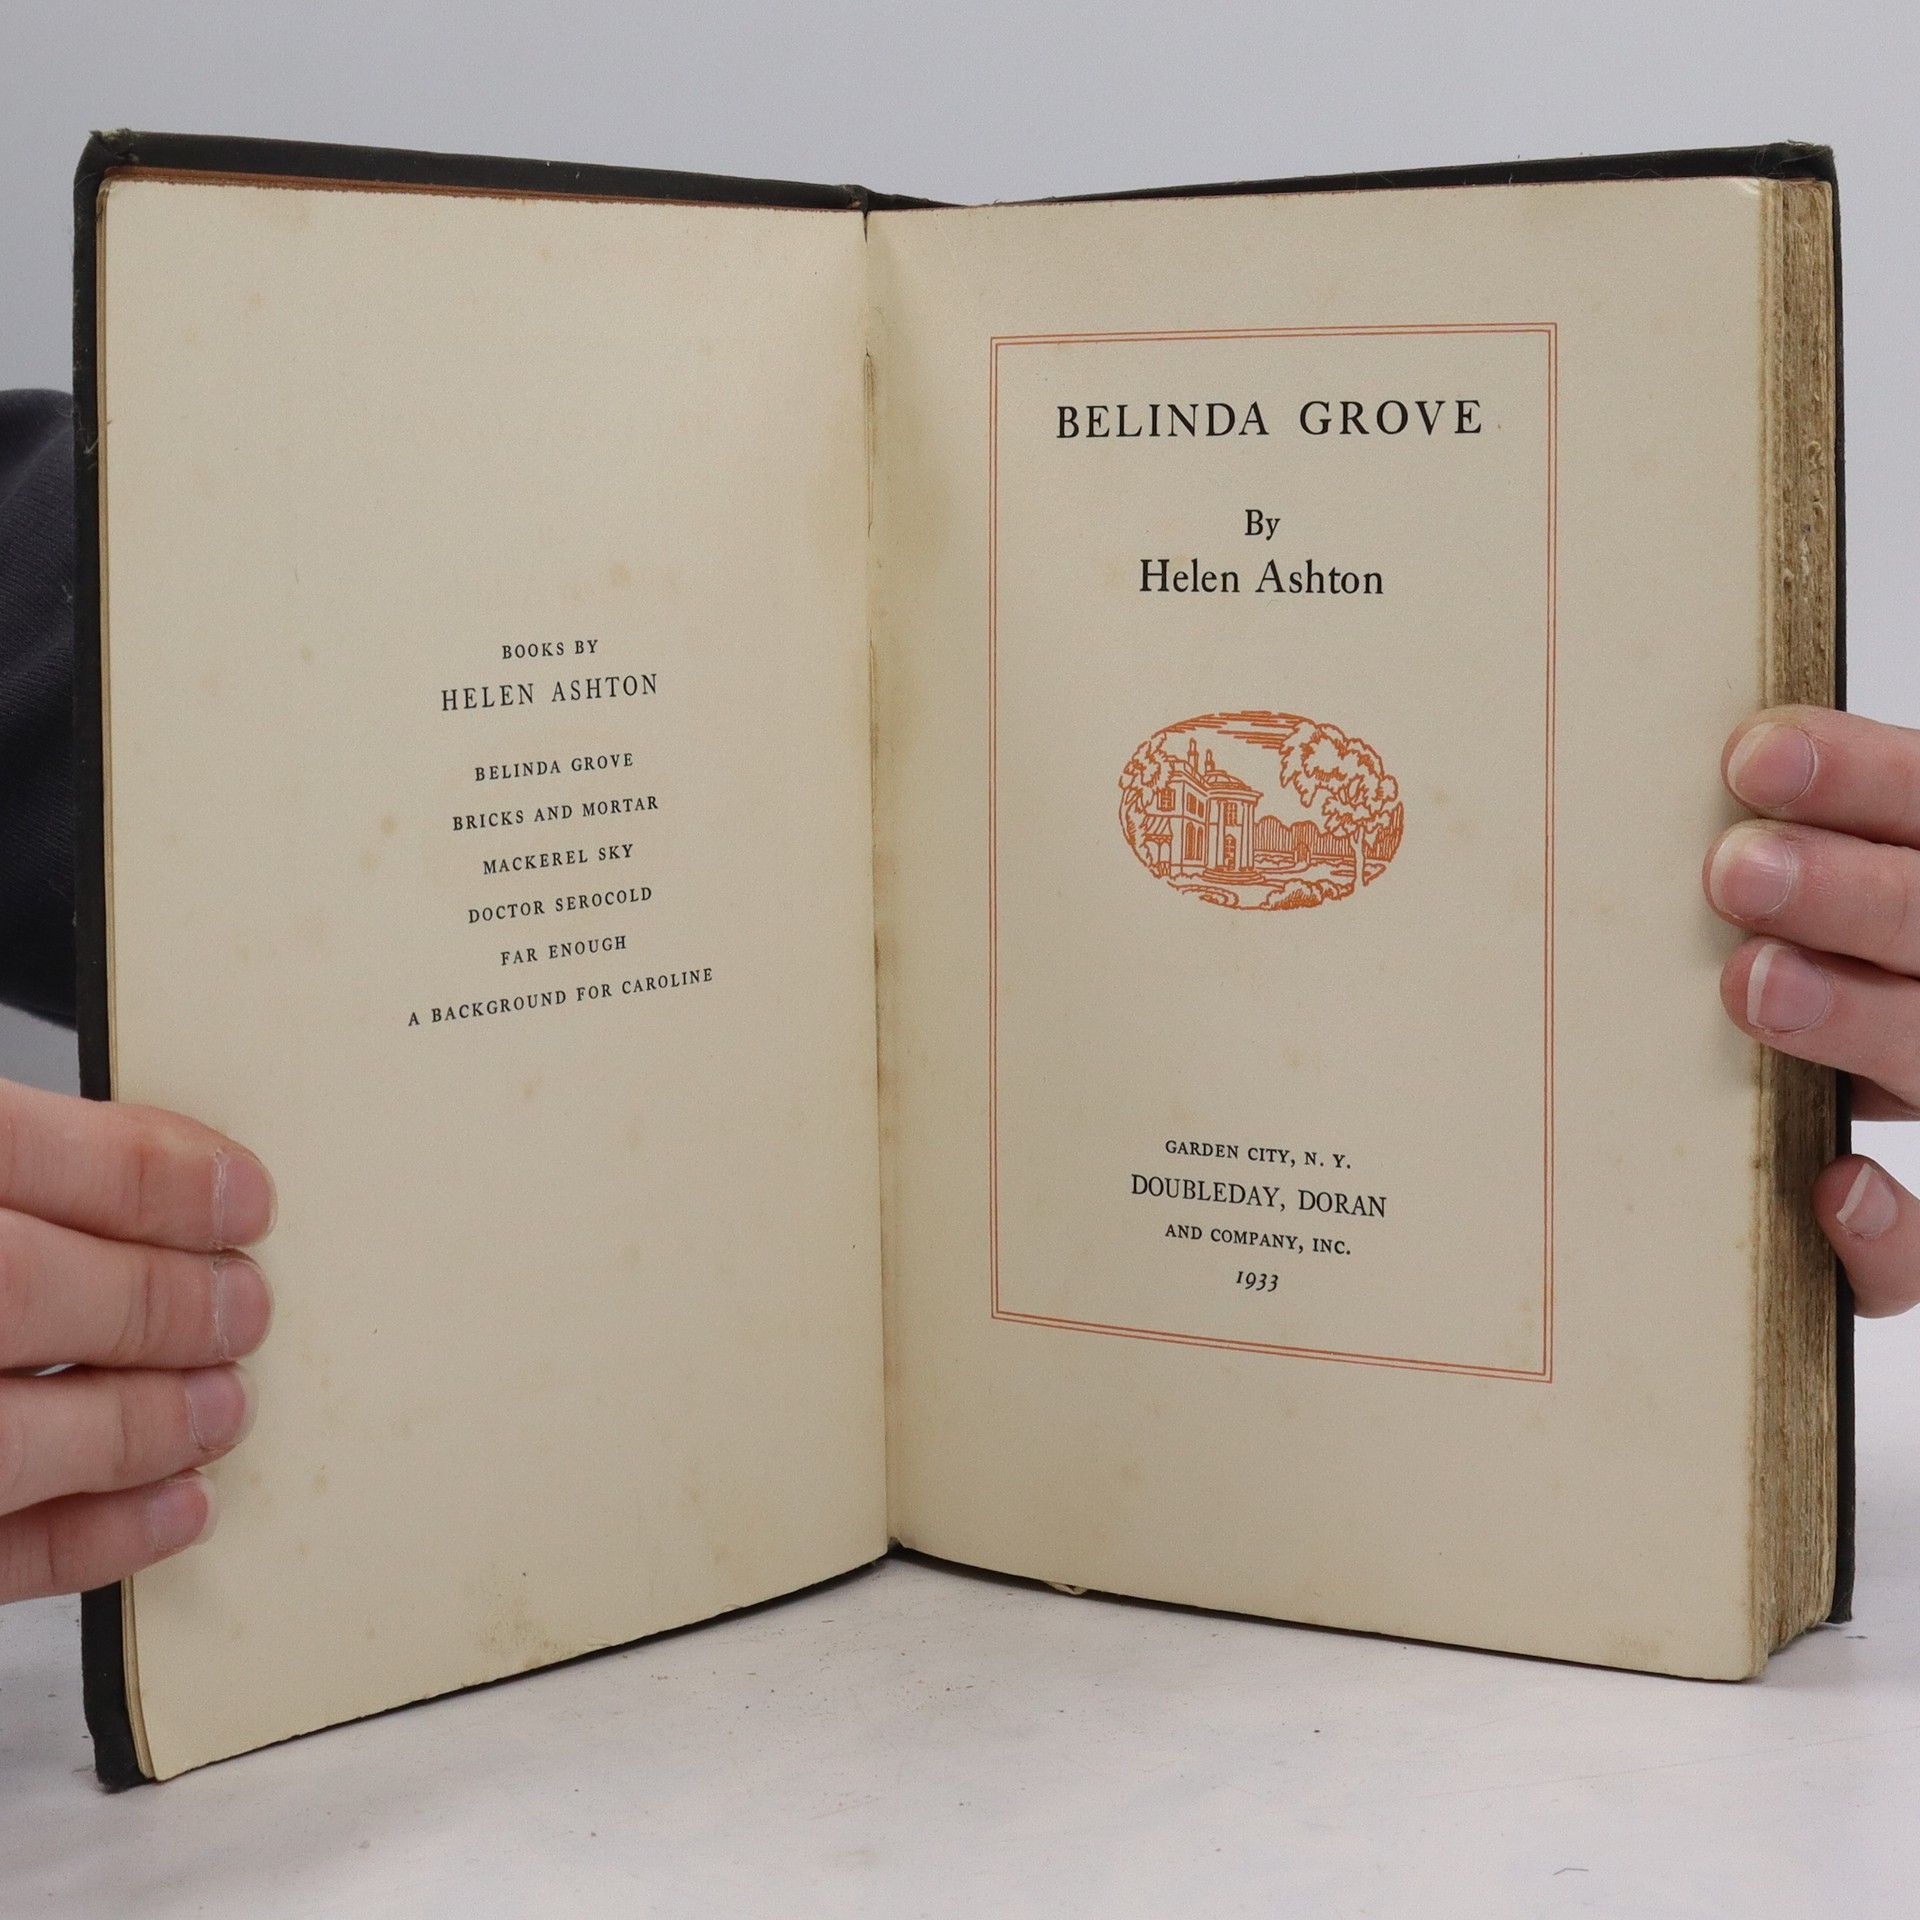 BOOKS BY
HELEN ASHTON
BELINDA GROVE
BRICKS AND MORTAR
MACKEREL SKY
DOCTOR SEROCOLD
FAR ENOUGH
A BACKGROUND FOR CAROLINE
BELINDA GROVE
By
Helen Ashton
GARDEN CITY, N. Y.
DOUBLEDAY, DORAN
AND COMPANY, INC.
1933